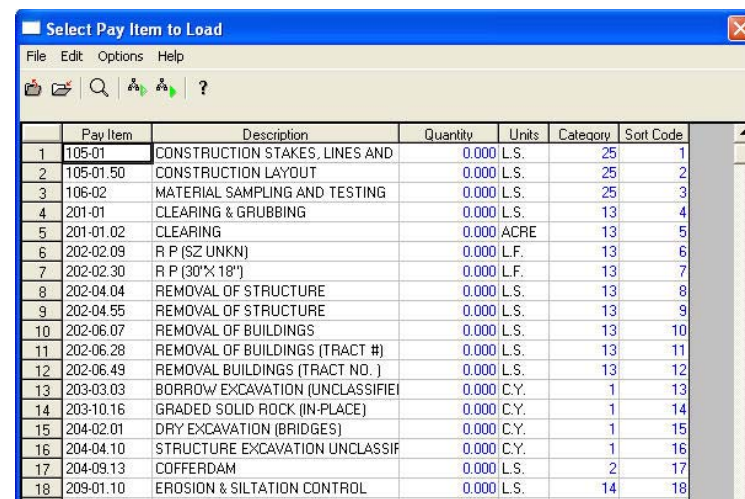 Select Pay Item to Load
File Edit Options Help
?
Pay Item Description Quantity Units Category Sort Code
1 105-01 CONSTRUCTION STAKES, LINES AND 0.000 L.S. 25 1
2 105-01.50 CONSTRUCTION LAYOUT 0.000 L.S. 25 2
3 106-02 MATERIAL SAMPLING AND TESTING 0.000 L.S. 25 3
4 201-01 CLEARING & GRUBBING 0.000 L.S. 13 4
5 201-01.02 CLEARING 0.000 ACRE 13 5
6 202-02.09 R P (SZ UNKN) 0.000 L.F. 13 6
7 202-02.30 R P (30"X 18") 0.000 L.F. 13 7
8 202-04.04 REMOVAL OF STRUCTURE 0.000 L.S. 13 8
9 202-04.55 REMOVAL OF STRUCTURE 0.000 L.S. 13 9
10 202-06.07 REMOVAL OF BUILDINGS 0.000 L.S. 13 10
11 202-06.28 REMOVAL OF BUILDINGS (TRACT #) 0.000 L.S. 13 11
12 202-06.49 REMOVAL BUILDINGS (TRACT NO. ) 0.000 L.S. 13 12
13 203-03.03 BORROW EXCAVATION (UNCLASSIFIE 0.000 C.Y. 1 13
14 203-10.16 GRADED SOLID ROCK (IN-PLACE) 0.000 C.Y. 1 14
15 204-02.01 DRY EXCAVATION (BRIDGES) 0.000 C.Y. 1 15
16 204-04.10 STRUCTURE EXCAVATION UNCLASSIF 0.000 C.Y. 1 16
17 204-09.13 COFFERDAM 0.000 L.S. 2 17
18 209-01.10 EROSION & SILTATION CONTROL 0.000 L.S. 14 18